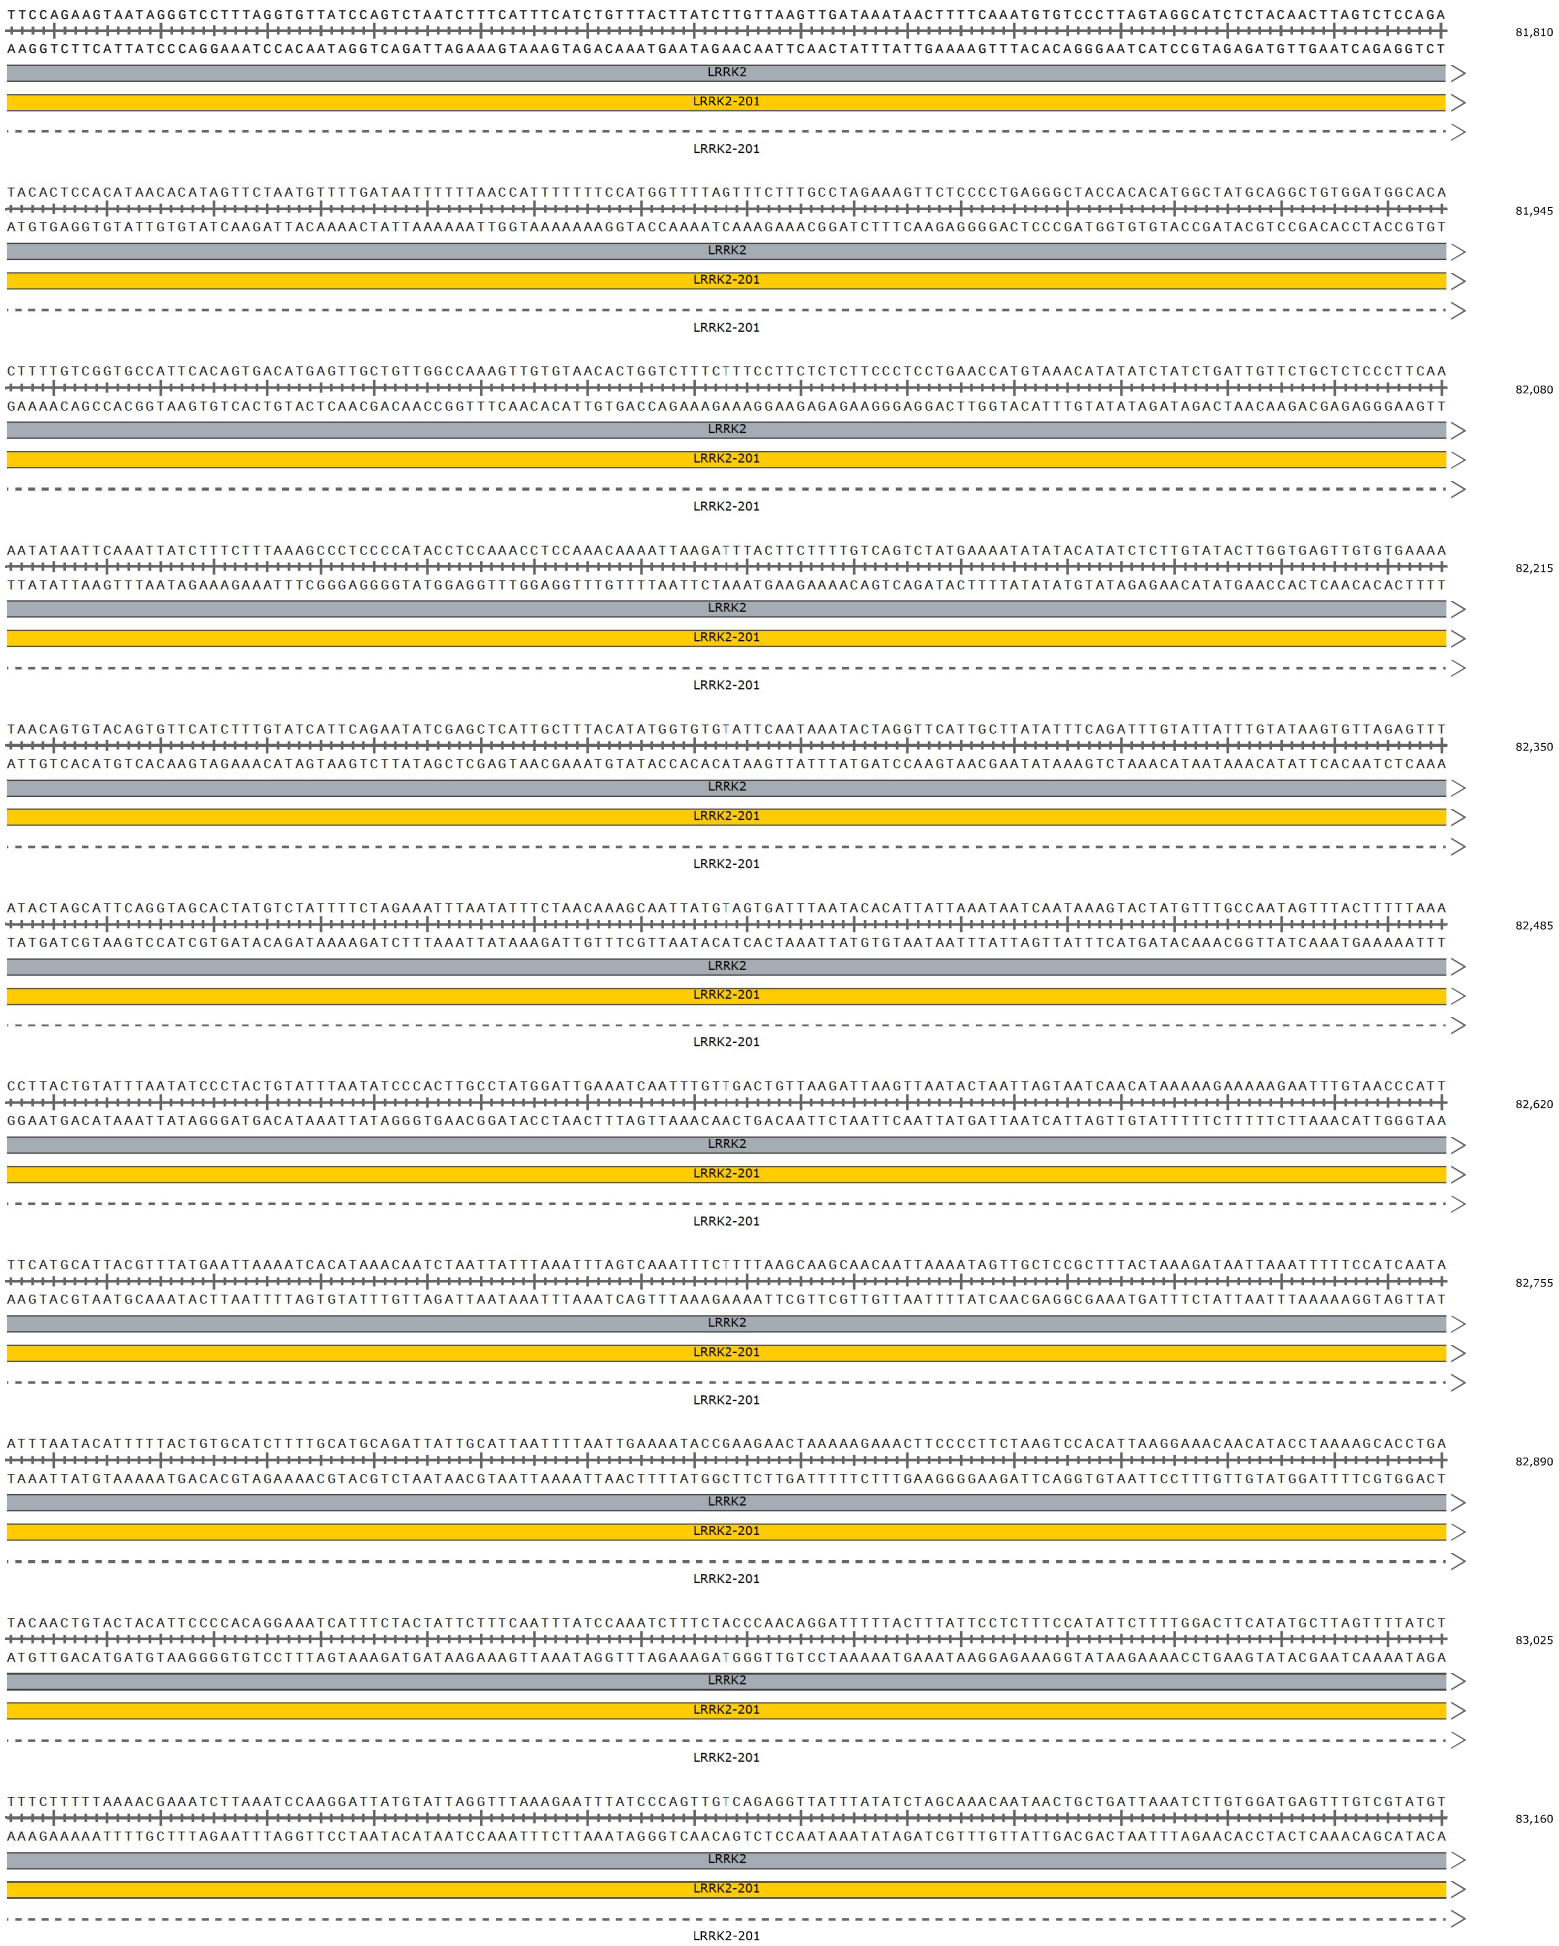 TTCCAGAAGTAATAGGGTCCTTTAGGTGTTATCCAGTCTAATCTTTCATTTCATCTGTTTACTTATCTTGTTAAGTTGATAAATAACTTTTCAAATGTGTCCCTTAGTAGGCATCTCTACAACTTAGTCTCCAGA
81,810
AAGGTCTTCATTATCCCAGGAAATCCACAATAGGTCAGATTAGAAAGTAAAGTAGACAAATGAATAGAACAATTCAACTATTTATTGAAAAGTTTACACAGGGAATCATCCGTAGAGATGTTGAATCAGAGGTCT
LRRK2
LRRK2-201
LRRK2-201
TACACTCCACATAACACATAGTTCTAATGTTTTGATAATTTTTTAACCATTTTTTTCCATGGTTTTAGTTTCTTTGCCTAGAAAGTTCTCCCCTGAGGGCTACCACACATGGCTATGCAGGCTGTGGATGGCACA
81,945
ATGTGAGGTGTATTGTGTATCAAGATTACAAAACTATTAAAAAATTGGTAAAAAAAGGTACCAAAATCAAAGAAACGGATCTTTCAAGAGGGGACTCCCGATGGTGTGTACCGATACGTCCGACACCTACCGTGT
LRRK2
LRRK2-201
LRRK2-201
CTTTTGTCGGTGCCATTCACAGTGACATGAGTTGCTGTTGGCCAAAGTTGTGTAACACTGGTCTTTCTTTCCTTCTCTCTTCCCTCCTGAACCATGTAAACATATATCTATCTGATTGTTCTGCTCTCCCTTCAA
82,080
GAAAACAGCCACGGTAAGTGTCACTGTACTCAACGACAACCGGTTTCAACACATTGTGACCAGAAAGAAAGGAAGAGAGAAGGGAGGACTTGGTACATTTGTATATAGATAGACTAACAAGACGAGAGGGAAGTT
LRRK2
LRRK2-201
LRRK2-201
AATATAATTCAAATTATCTTTCTTTAAAGCCCTCCCCATACCTCCAAACCTCCAAACAAAATTAAGATTTACTTCTTTTGTCAGTCTATGAAAATATATACATATCTCTTGTATACTTGGTGAGTTGTGTGAAAA
82,215
TTATATTAAGTTTAATAGAAAGAAATTTCGGGAGGGGTATGGAGGTTTGGAGGTTTGTTTTAATTCTAAATGAAGAAAACAGTCAGATACTTTTATATATGTATAGAGAACATATGAACCACTCAACACACTTTT
LRRK2
LRRK2-201
LRRK2-201
TAACAGTGTACAGTGTTCATCTTTGTATCATTCAGAATATCGAGCTCATTGCTTTACATATGGTGTGTATTCAATAAATACTAGGTTCATTGCTTATATTTCAGATTTGTATTATTTGTATAAGTGTTAGAGTTT
82,350
ATTGTCACATGTCACAAGTAGAAACATAGTAAGTCTTATAGCTCGAGTAACGAAATGTATACCACACATAAGTTATTTATGATCCAAGTAACGAATATAAAGTCTAAACATAATAAACATATTCACAATCTCAAA
LRRK2
LRRK2-201
LRRK2-201
ATACTAGCATTCAGGTAGCACTATGTCTATTTTCTAGAAATTTAATATTTCTAACAAAGCAATTATGTAGTGATTTAATACACATTATTAAATAATCAATAAAGTACTATGTTTGCCAATAGTTTACTTTTTAAA
82,485
TATGATCGTAAGTCCATCGTGATACAGATAAAAGATCTTTAAATTATAAAGATTGTTTCGTTAATACATCACTAAATTATGTGTAATAATTTATTAGTTATTTCATGATACAAACGGTTATCAAATGAAAAATTT
LRRK2
LRRK2-201
LRRK2-201
CCTTACTGTATTTAATATCCCTACTGTATTTAATATCCCACTTGCCTATGGATTGAAATCAATTTGTTGACTGTTAAGATTAAGTTAATACTAATTAGTAATCAACATAAAAAGAAAAAGAATTTGTAACCCATT
82,620
GGAATGACATAAATTATAGGGATGACATAAATTATAGGGTGAACGGATACCTAACTTTAGTTAAACAACTGACAATTCTAATTCAATTATGATTAATCATTAGTTGTATTTTTCTTTTTCTTAAACATTGGGTAA
LRRK2
LRRK2-201
LRRK2-201
TTCATGCATTACGTTTATGAATTAAAATCACATAAACAATCTAATTATTTAAATTTAGTCAAATTTCTTTTAAGCAAGCAACAATTAAAATAGTTGCTCCGCTTTACTAAAGATAATTAAATTTTTCCATCAATA
82,755
AAGTACGTAATGCAAATACTTAATTTTAGTGTATTTGTTAGATTAATAAATTTAAATCAGTTTAAAGAAAATTCGTTCGTTGTTAATTTTATCAACGAGGCGAAATGATTTCTATTAATTTAAAAAGGTAGTTAT
LRRK2
LRRK2-201
LRRK2-201
ATTTAATACATTTTTACTGTGCATCTTTTGCATGCAGATTATTGCATTAATTTTAATTGAAAATACCGAAGAACTAAAAAGAAACTTCCCCTTCTAAGTCCACATTAAGGAAACAACATACCTAAAAGCACCTGA
82,890
TAAATTATGTAAAAATGACACGTAGAAAACGTACGTCTAATAACGTAATTAAAATTAACTTTTATGGCTTCTTGATTTTTCTTTGAAGGGGAAGATTCAGGTGTAATTCCTTTGTTGTATGGATTTTCGTGGACT
LRRK2
LRRK2-201
LRRK2-201
TACAACTGTACTACATTCCCCACAGGAAATCATTTCTACTATTCTTTCAATTTATCCAAATCTTTCTACCCAACAGGATTTTTACTTTATTCCTCTTTCCATATTCTTTTGGACTTCATATGCTTAGTTTTATCT
83,025
ATGTTGACATGATGTAAGGGGTGTCCTTTAGTAAAGATGATAAGAAAGTTAAATAGGTTTAGAAAGATGGGTTGTCCTAAAAATGAAATAAGGAGAAAGGTATAAGAAAACCTGAAGTATACGAATCAAAATAGA
LRRK2
LRRK2-201
LRRK2-201
TTTCTTTTTAAAACGAAATCTTAAATCCAAGGATTATGTATTAGGTTTAAAGAATTTATCCCAGTTGTCAGAGGTTATTTATATCTAGCAAACAATAACTGCTGATTAAATCTTGTGGATGAGTTTGTCGTATGT
83,160
AAAGAAAAATTTTGCTTTAGAATTTAGGTTCCTAATACATAATCCAAATTTCTTAAATAGGGTCAACAGTCTCCAATAAATATAGATCGTTTGTTATTGACGACTAATTTAGAACACCTACTCAAACAGCATACA
LRRK2
LRRK2-201
LRRK2-201